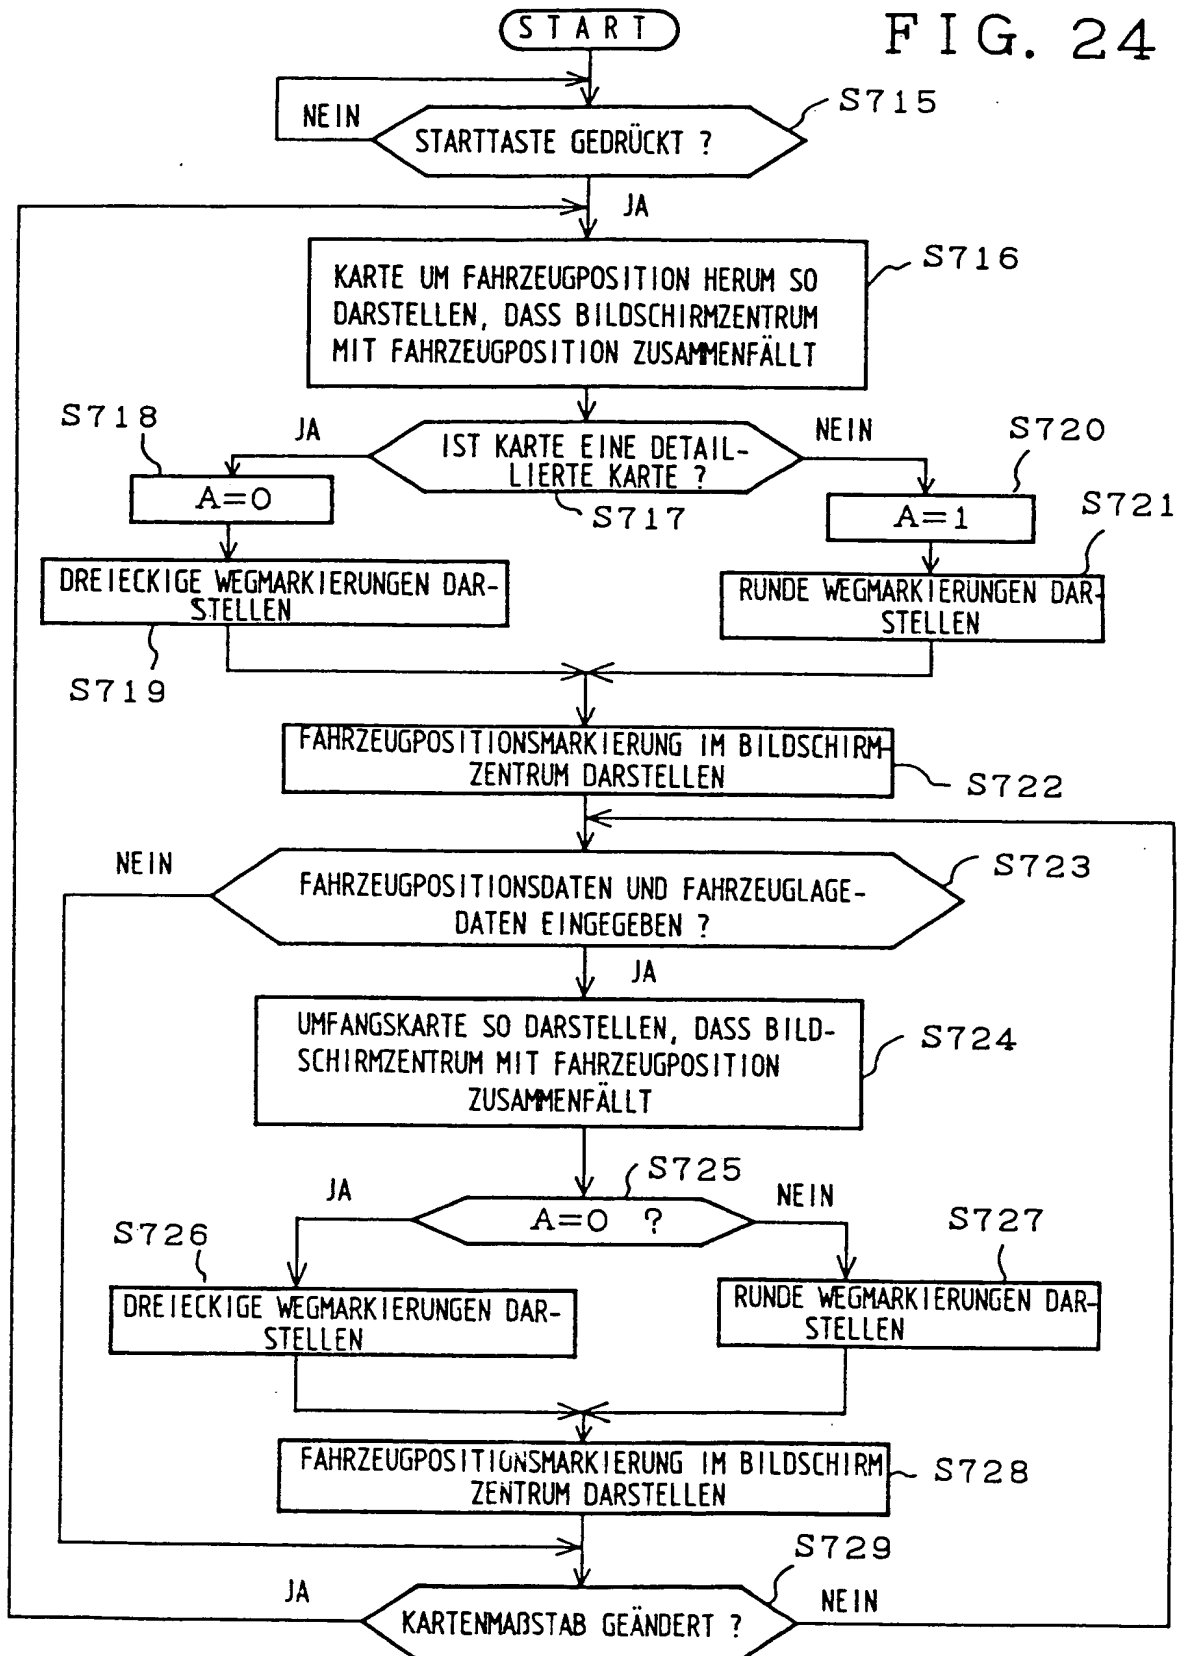 START
FIG. 24
NEIN
S715
STARTTASTE GEDRÜCKT ?
JA
S716
KARTE UM FAHRZEUGPOSITION HERUM SO
DARSTELLEN, DASS BILDSCHIRMZENTRUM
MIT FAHRZEUGPOSITION ZUSAMMENFÄLLT
S718
JA
NEIN
S720
IST KARTE EINE DETAIL-
LIERTE KARTE ?
S717
A=0
A=1
S721
DREIECKIGE WEGMARKIERUNGEN DAR-
STELLEN
RUNDE WEGMARKIERUNGEN DAR-
STELLEN
S719
FAHRZEUGPOSITIONSMARKIERUNG IM BILDSCHIRM-
ZENTRUM DARSTELLEN
S722
NEIN
S723
FAHRZEUGPOSITIONSDATEN UND FAHRZEUGLAGE-
DATEN EINGEGEBEN ?
JA
UMFANGSKARTE SO DARSTELLEN, DASS BILD-
SCHIRMZENTRUM MIT FAHRZEUGPOSITION
ZUSAMMENFÄLLT
S724
S725
JA
NEIN
A=0 ?
S726
S727
DREIECKIGE WEGMARKIERUNGEN DAR-
STELLEN
RUNDE WEGMARKIERUNGEN DAR-
STELLEN
FAHRZEUGPOSITIONSMARKIERUNG IM BILDSCHIRM
ZENTRUM DARSTELLEN
S728
S729
JA
NEIN
KARTENMAßSTAB GEÄNDERT ?